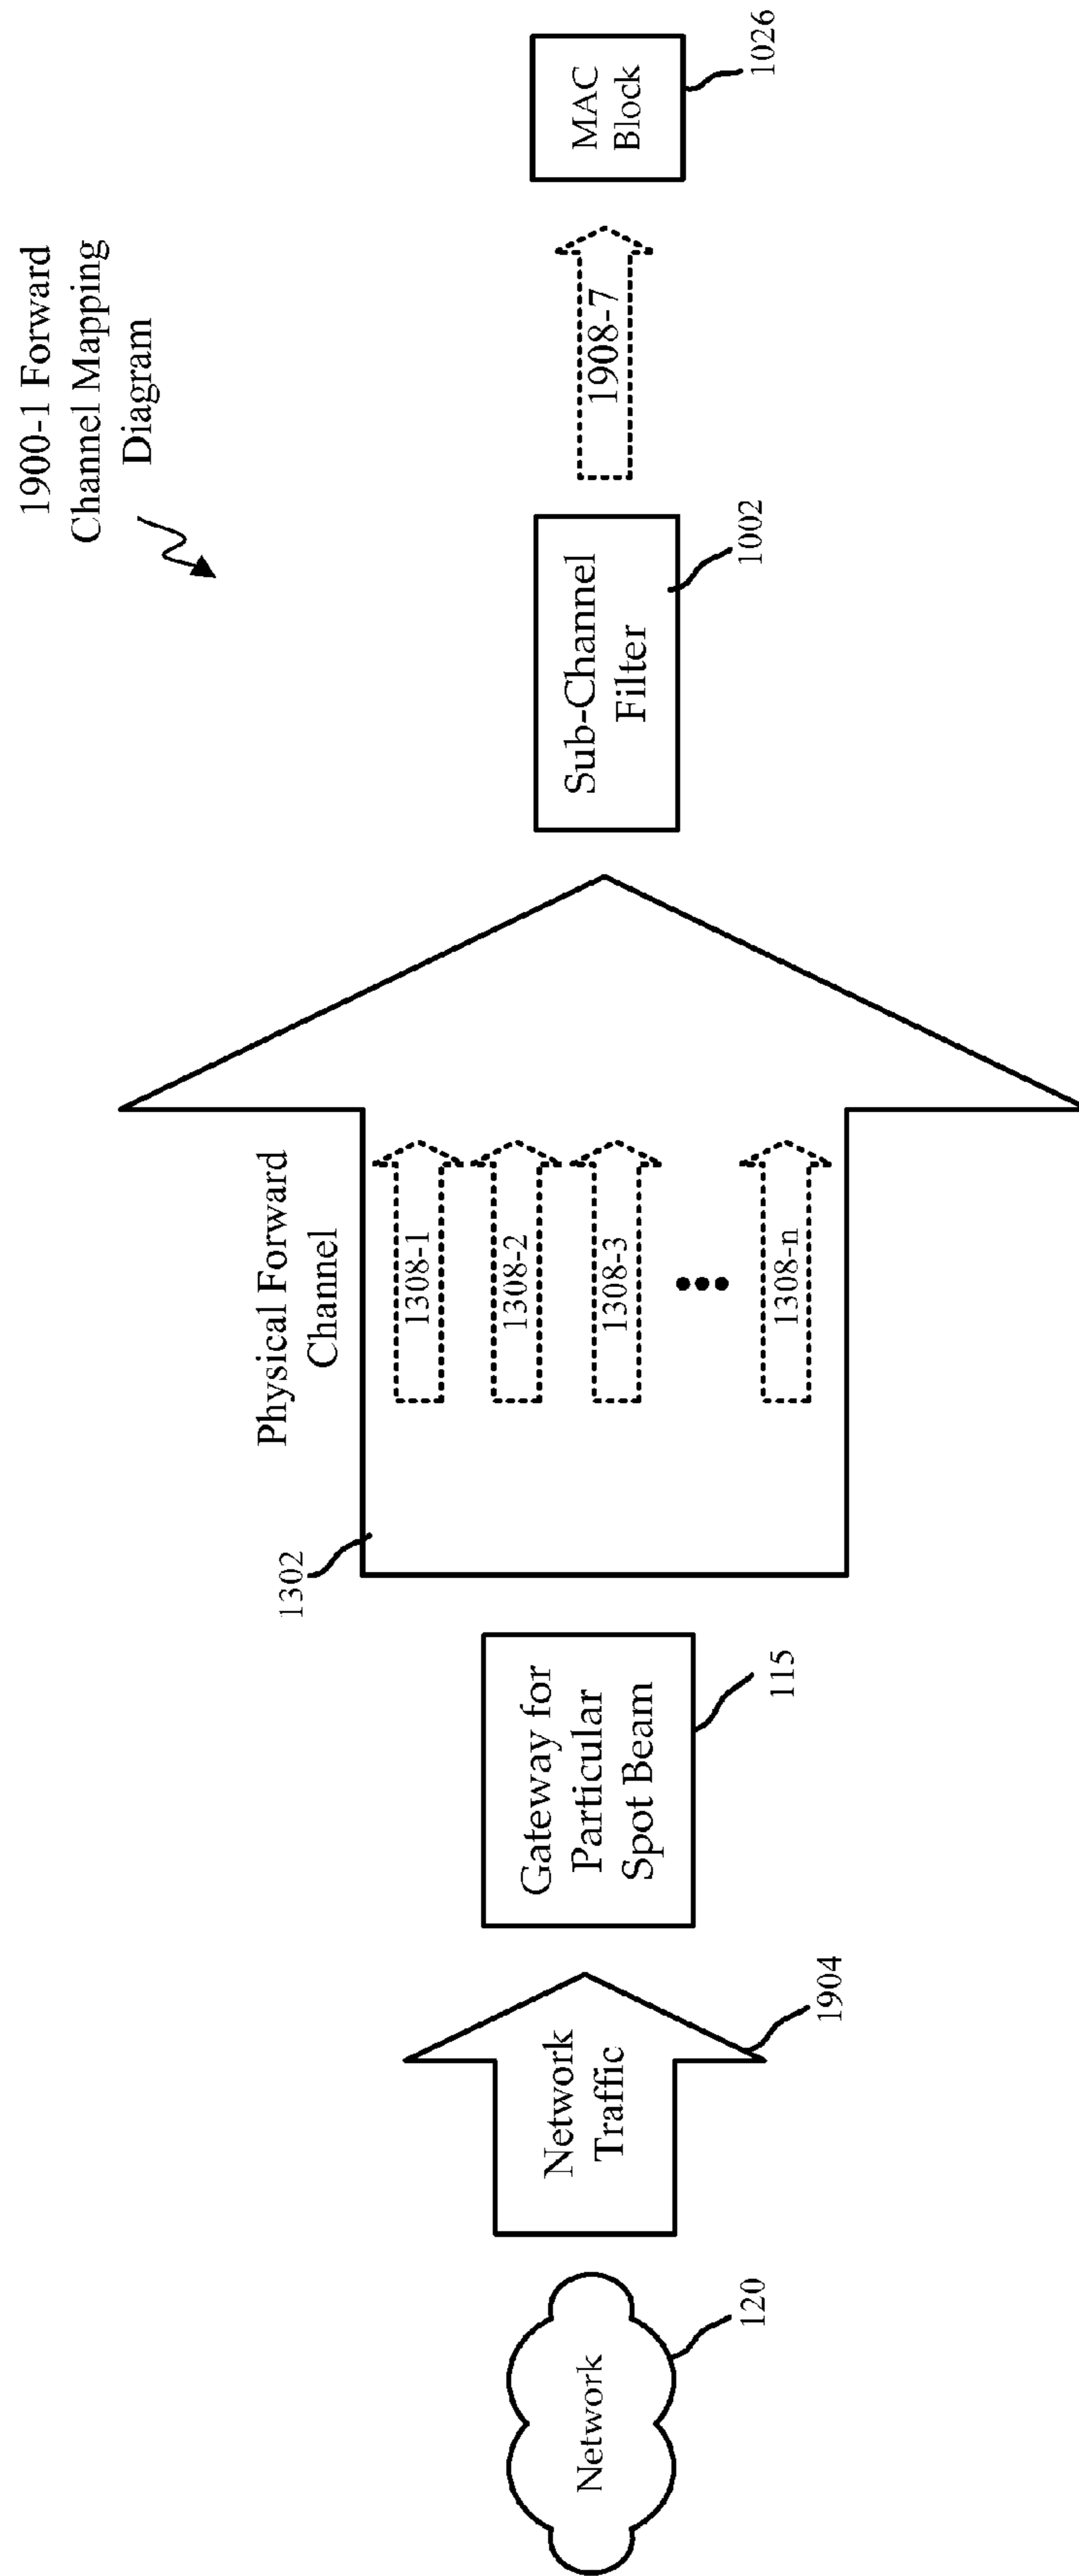 1900-1 Forward
Channel Mapping
Diagram
Network
120
Network
Traffic
1904
Gateway for
Particular
Spot Beam
115
1302
Physical Forward
Channel
1308-1
1308-2
1308-3
1308-n
Sub-Channel
Filter
1002
1908-7
MAC
Block
1026